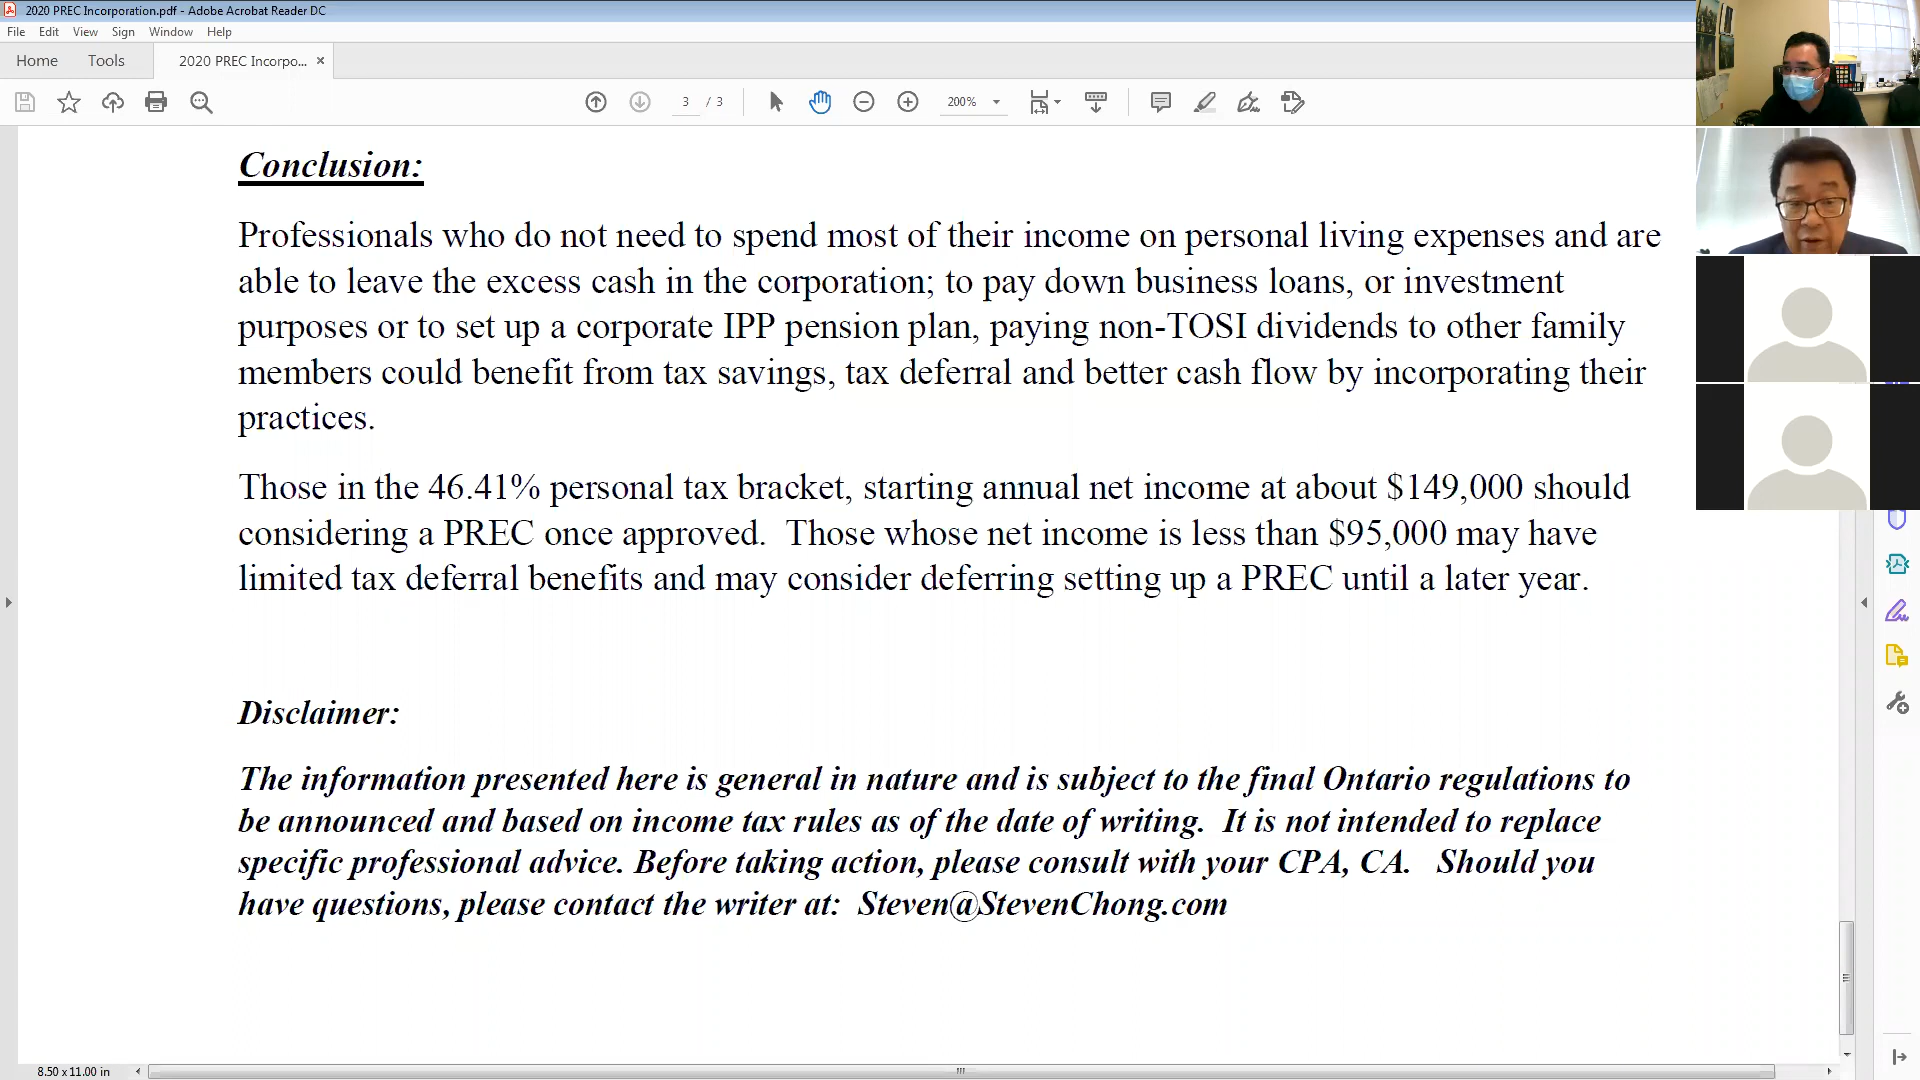 2020 PREC Incorporation.pdf - Adobe Acrobat Reader DC
File Edit View Sign Window Help
Home Tools 2020 PREC Incorpo... ×
3 / 3 200%
Conclusion:
Professionals who do not need to spend most of their income on personal living expenses and are
able to leave the excess cash in the corporation; to pay down business loans, or investment
purposes or to set up a corporate IPP pension plan, paying non-TOSI dividends to other family
members could benefit from tax savings, tax deferral and better cash flow by incorporating their
practices.
Those in the 46.41% personal tax bracket, starting annual net income at about $149,000 should
considering a PREC once approved. Those whose net income is less than $95,000 may have
limited tax deferral benefits and may consider deferring setting up a PREC until a later year.
Disclaimer:
The information presented here is general in nature and is subject to the final Ontario regulations to
be announced and based on income tax rules as of the date of writing. It is not intended to replace
specific professional advice. Before taking action, please consult with your CPA, CA. Should you
have questions, please contact the writer at: Steven@StevenChong.com
8.50 x 11.00 in